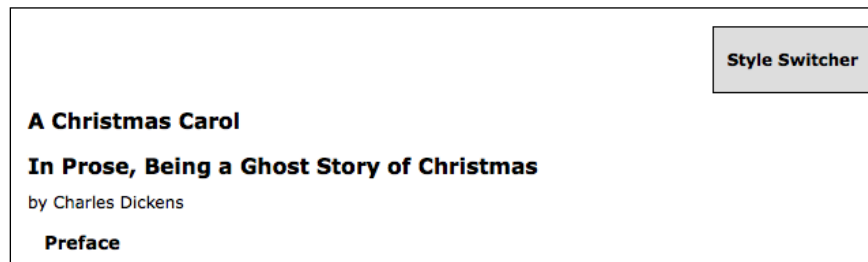 Style Switcher
A Christmas Carol
In Prose, Being a Ghost Story of Christmas
by Charles Dickens
Preface